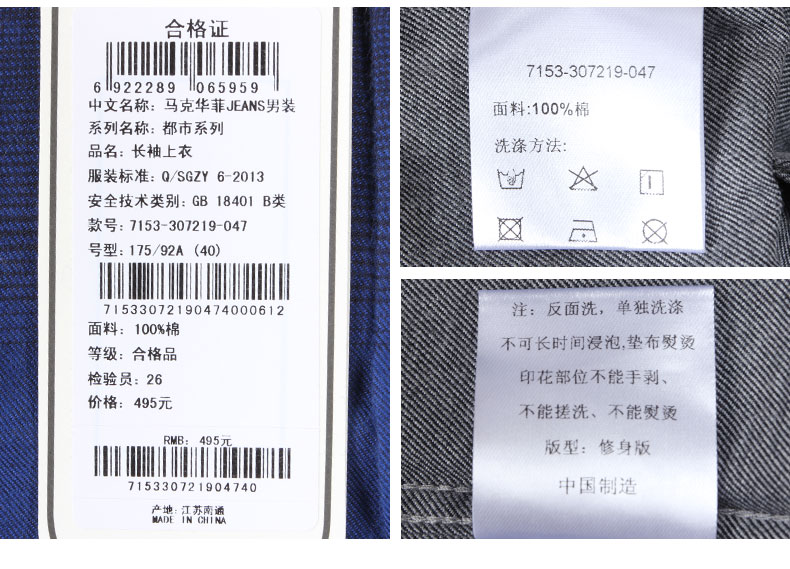 合格证
6 922289 065959
中文名称: 马克华菲JEANS男装
系列名称: 都市系列
品名: 长袖上衣
服装标准: Q/SGZY 6-2013
安全技术类别: GB 18401 B类
款号: 7153-307219-047
号型: 175/92A (40)
71533072190474000612
面料: 100%棉
等级: 合格品
检验员: 26
价格: 495元
RMB: 495元
715330721904740
产地: 江苏南通
MADE IN CHINA
7153-307219-047
面料:100%棉
洗涤方法:
注: 反面洗, 单独洗涤
不可长时间浸泡,垫布熨烫
印花部位不能手剥、
不能搓洗、不能熨烫
版型: 修身版
中国制造